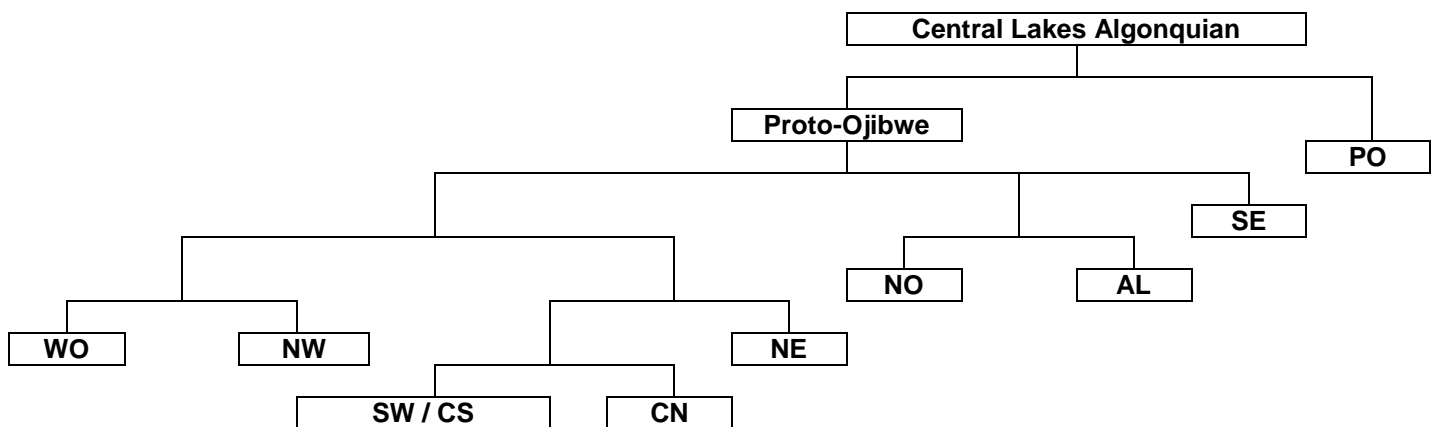 Central Lakes Algonquian
Proto-Ojibwe
PO
SE
NO
AL
WO
NW
NE
SW / CS
CN